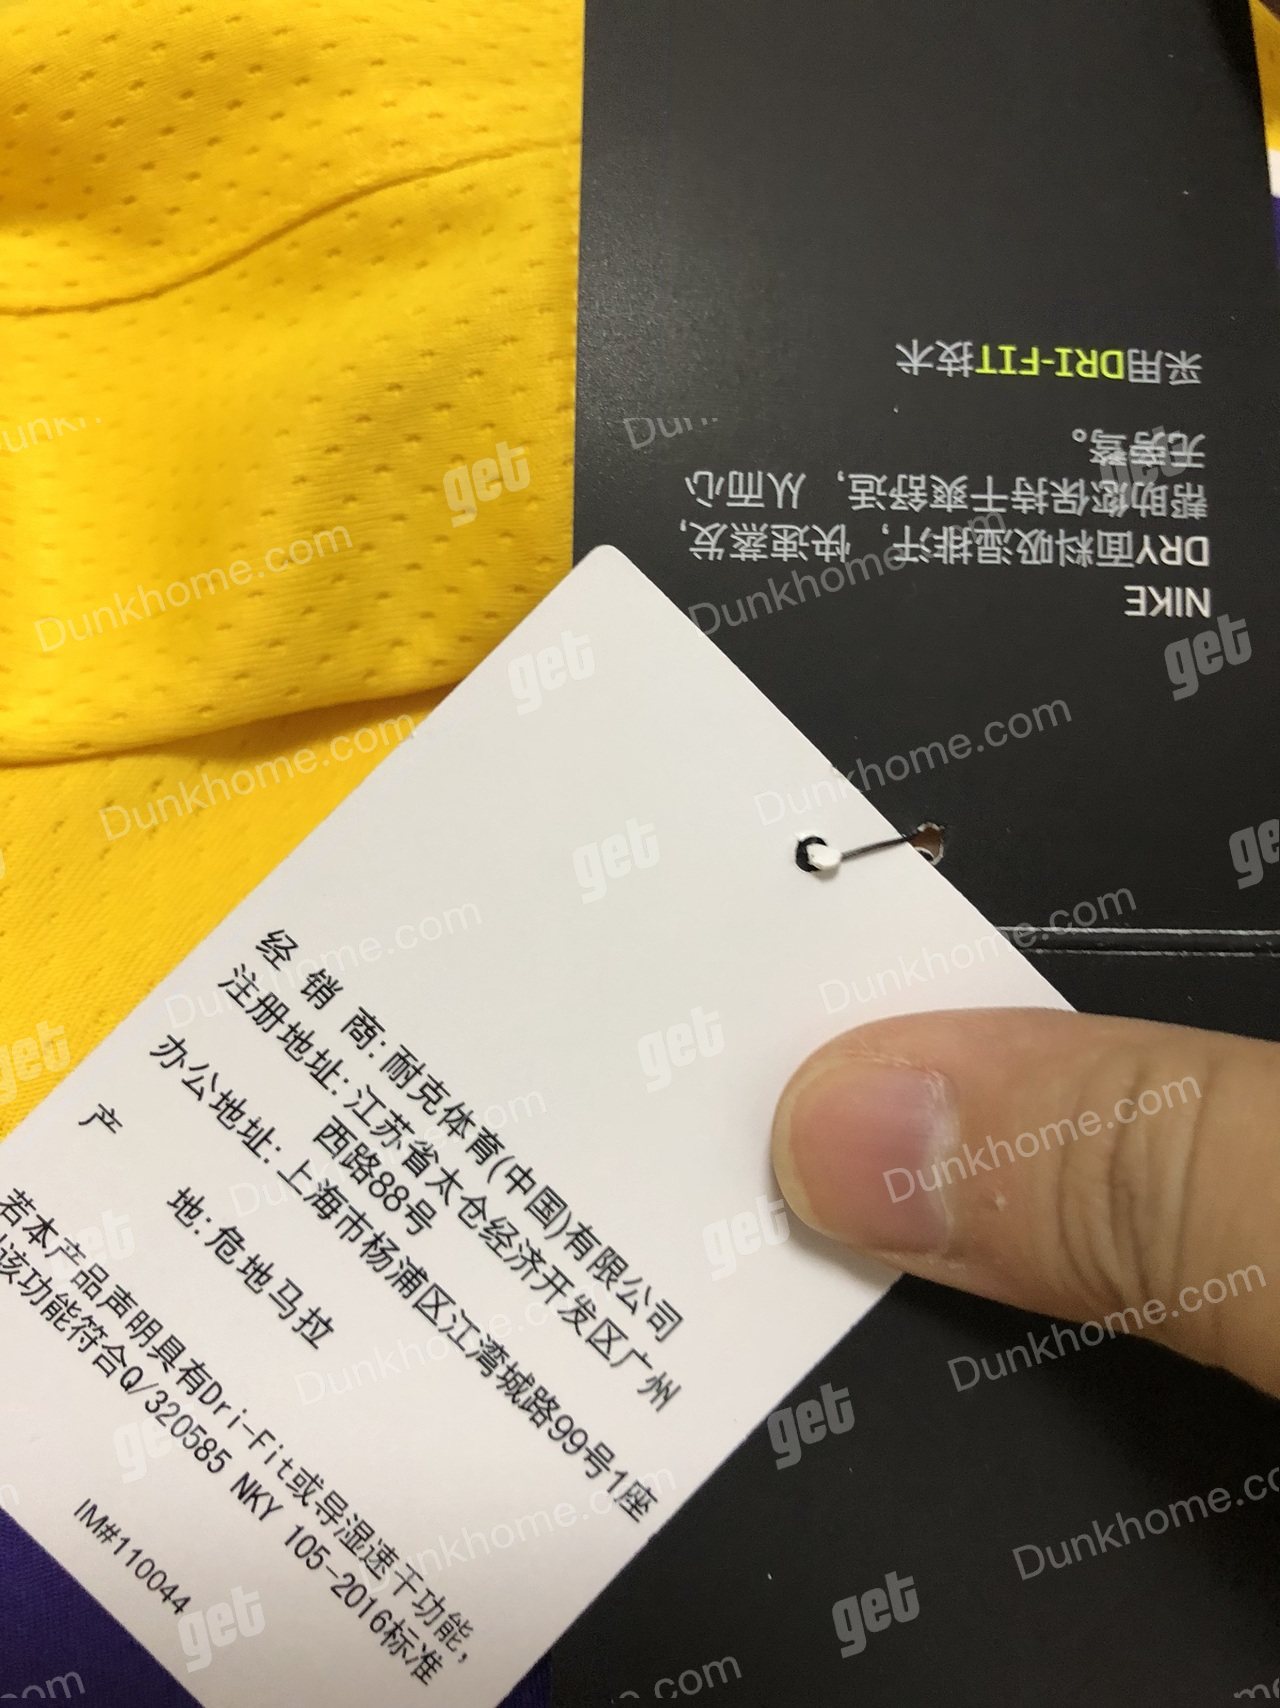 采用DRI-FIT技术
NIKE
DRY面料吸湿排汗，快速蒸发，
帮助您保持干爽舒适，从而心
无旁骛。
经销商：耐克体育(中国)有限公司
注册地址：江苏省太仓经济开发区广州
西路88号
办公地址：上海市杨浦区江湾城路99号1座
产地：危地马拉
若本产品声明具有Dri-Fit或导湿速干功能，
该功能符合Q/320585 NKY 105-2016标准
IM#110044
get
Dunkhome.com